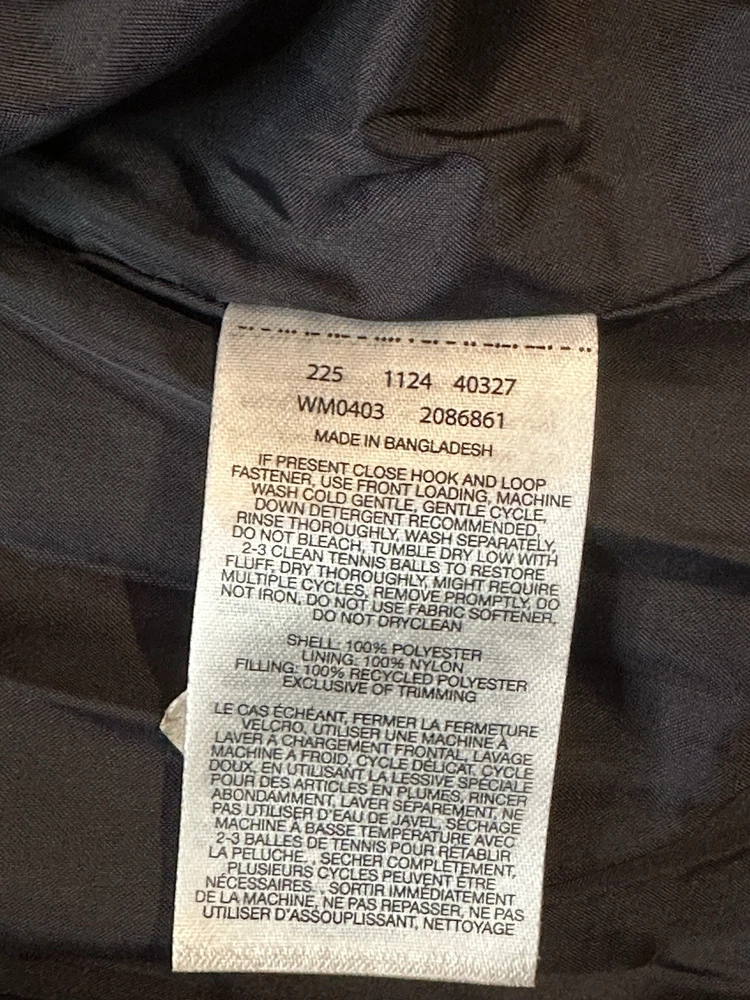 225 1124 40327
WM0403 2086861
MADE IN BANGLADESH
IF PRESENT CLOSE HOOK AND LOOP
FASTENER, USE FRONT LOADING, MACHINE
WASH COLD GENTLE, GENTLE CYCLE,
DOWN DETERGENT RECOMMENDED,
RINSE THOROUGHLY, WASH SEPARATELY,
DO NOT BLEACH, TUMBLE DRY LOW WITH
2-3 CLEAN TENNIS BALLS TO RESTORE
FLUFF, DRY THOROUGHLY, MIGHT REQUIRE
MULTIPLE CYCLES, REMOVE PROMPTLY, DO
NOT IRON, DO NOT USE FABRIC SOFTENER,
DO NOT DRYCLEAN
SHELL: 100% POLYESTER
LINING: 100% NYLON
FILLING: 100% RECYCLED POLYESTER
EXCLUSIVE OF TRIMMING
LE CAS ÉCHÉANT, FERMER LA FERMETURE
VELCRO, UTILISER UNE MACHINE À
LAVER À CHARGEMENT FRONTAL, LAVAGE
MACHINE À FROID, CYCLE DÉLICAT, CYCLE
DOUX, EN UTILISANT LA LESSIVE SPÉCIALE
POUR DES ARTICLES EN PLUMES, RINCER
ABONDAMMENT, LAVER SÉPARÉMENT, NE
PAS UTILISER D'EAU DE JAVEL, SÉCHAGE
MACHINE À BASSE TEMPÉRATURE AVEC
2-3 BALLES DE TENNIS POUR RÉTABLIR
LA PELUCHE, , SÉCHER COMPLÈTEMENT,
PLUSIEURS CYCLES PEUVENT ÊTRE
NÉCESSAIRES, , SORTIR IMMÉDIATEMENT
DE LA MACHINE, NE PAS REPASSER, NE PAS
UTILISER D'ASSOUPLISSANT, NETTOYAGE